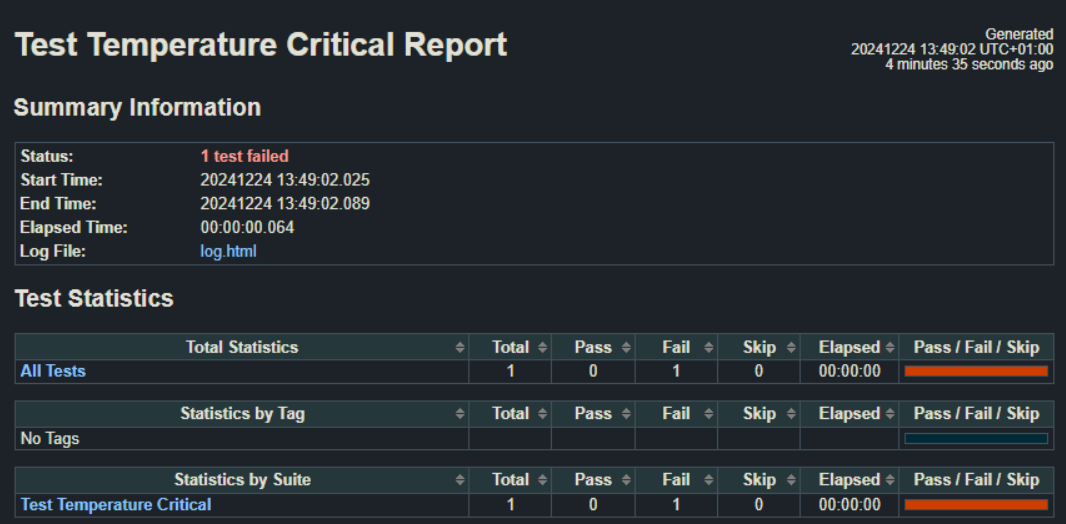 Test Temperature Critical Report
Generated
20241224 13:49:02 UTC+01:00
4 minutes 35 seconds ago
Summary Information
Status: 1 test failed
Start Time: 20241224 13:49:02.025
End Time: 20241224 13:49:02.089
Elapsed Time: 00:00:00.064
Log File: log.html
Test Statistics
Total Statistics Total Pass Fail Skip Elapsed Pass / Fail / Skip
All Tests 1 0 1 0 00:00:00
Statistics by Tag Total Pass Fail Skip Elapsed Pass / Fail / Skip
No Tags
Statistics by Suite Total Pass Fail Skip Elapsed Pass / Fail / Skip
Test Temperature Critical 1 0 1 0 00:00:00